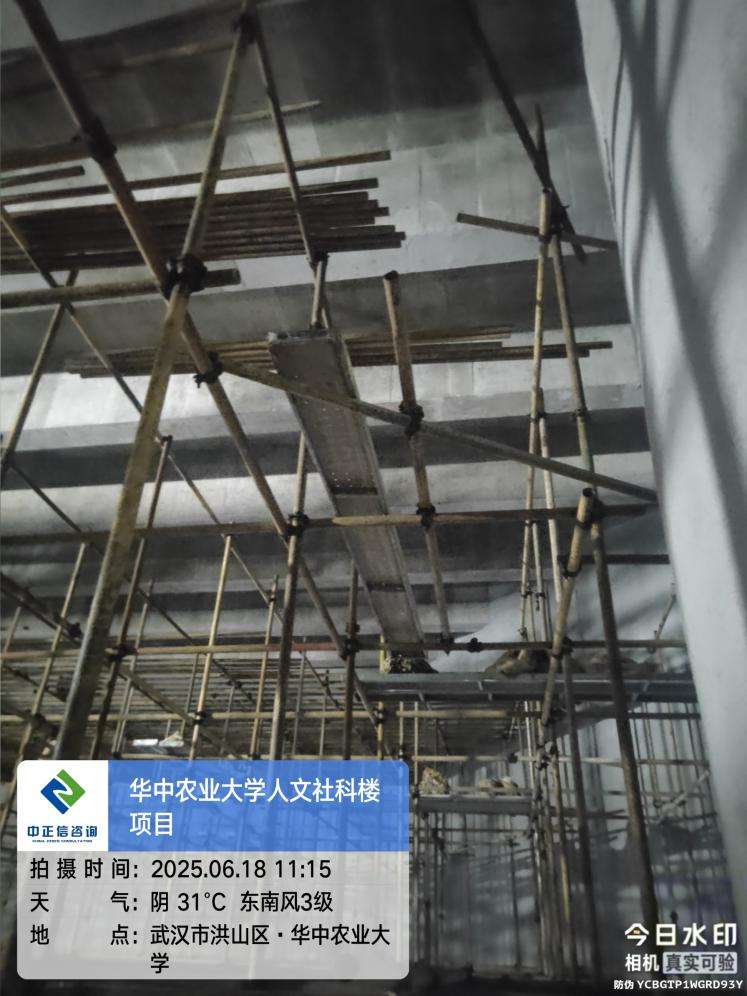 华中农业大学人文社科楼
项目
中正信咨询
CHINA ZEXIN CONSULTATION
拍摄时间：2025.06.18 11:15
天气：阴 31℃ 东南风3级
地点：武汉市洪山区·华中农业大
学
今日水印
相机 真实可验
防伪 YCBGTP1WGRD93Y